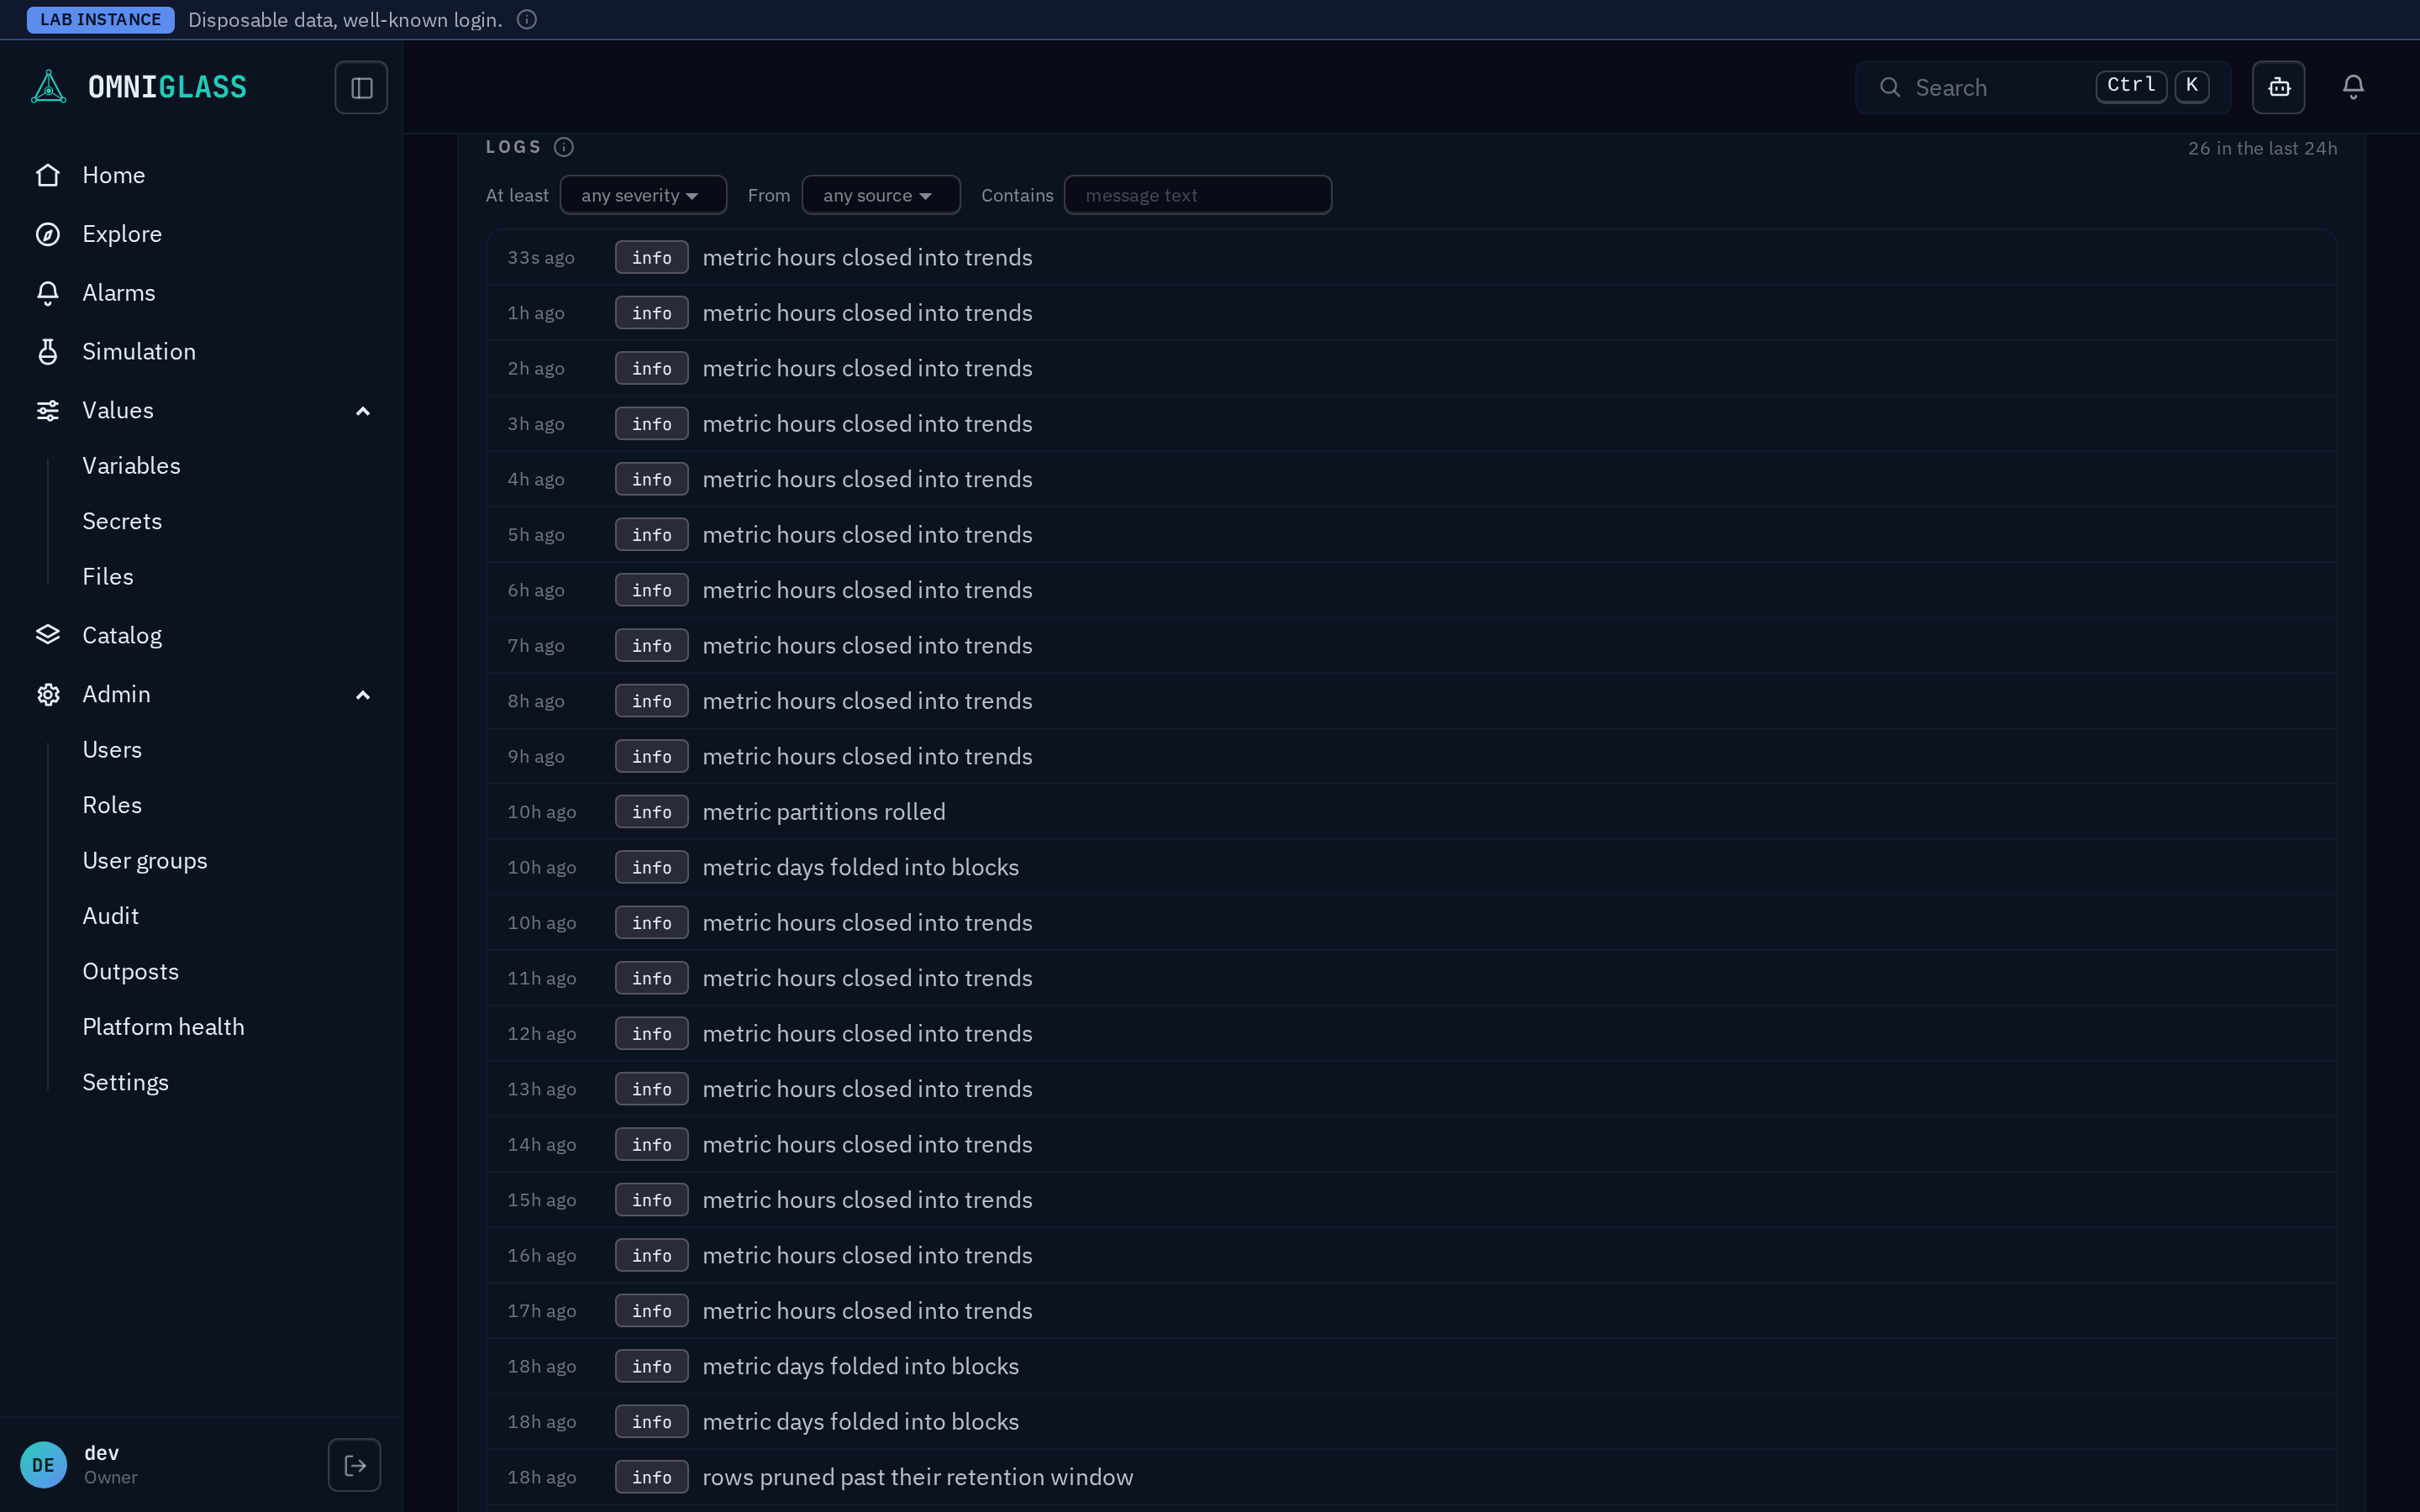 LAB INSTANCE Disposable data, well-known login.
OMNIGLASS
Search Ctrl K
Home
Explore
Alarms
Simulation
Values
Variables
Secrets
Files
Catalog
Admin
Users
Roles
User groups
Audit
Outposts
Platform health
Settings
DE dev
Owner
LOGS 26 in the last 24h
At least any severity From any source Contains message text
33s ago info metric hours closed into trends
1h ago info metric hours closed into trends
2h ago info metric hours closed into trends
3h ago info metric hours closed into trends
4h ago info metric hours closed into trends
5h ago info metric hours closed into trends
6h ago info metric hours closed into trends
7h ago info metric hours closed into trends
8h ago info metric hours closed into trends
9h ago info metric hours closed into trends
10h ago info metric partitions rolled
10h ago info metric days folded into blocks
10h ago info metric hours closed into trends
11h ago info metric hours closed into trends
12h ago info metric hours closed into trends
13h ago info metric hours closed into trends
14h ago info metric hours closed into trends
15h ago info metric hours closed into trends
16h ago info metric hours closed into trends
17h ago info metric hours closed into trends
18h ago info metric days folded into blocks
18h ago info metric days folded into blocks
18h ago info rows pruned past their retention window